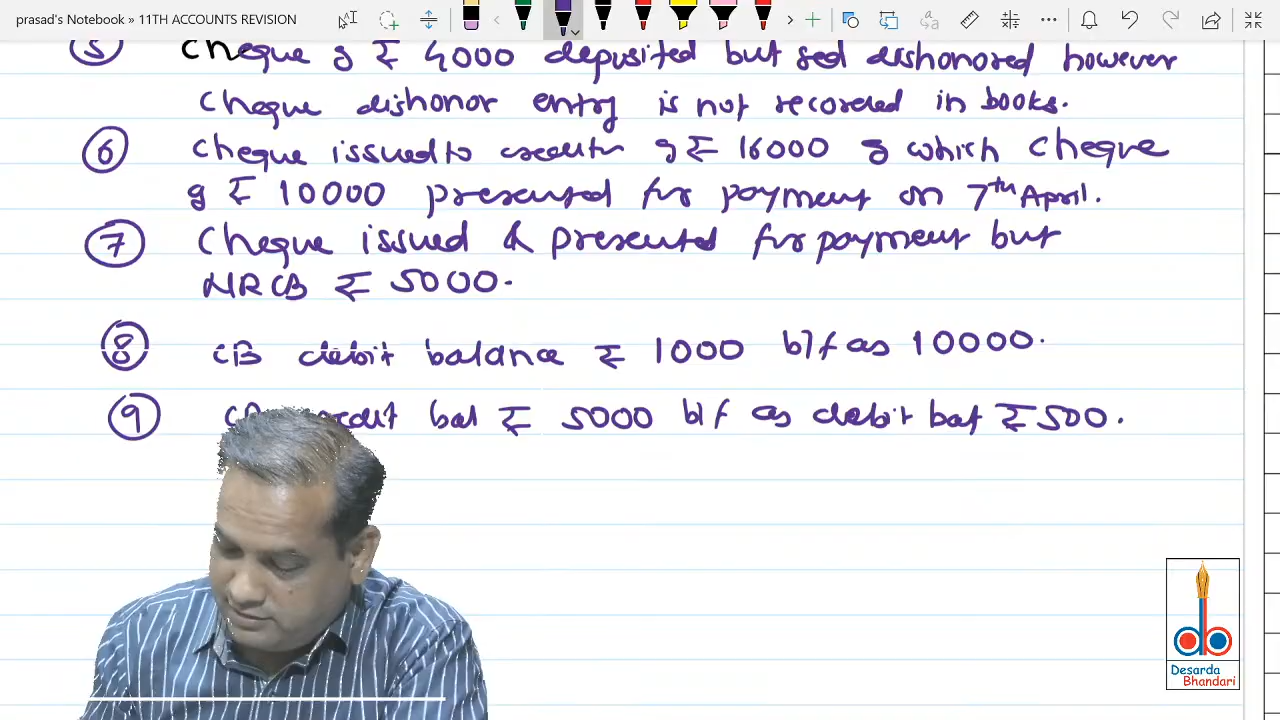 prasad's Notebook » 11TH ACCOUNTS REVISION
5 Cheque of ₹ 4000 deposited but red dishonored however
Cheque dishonor entry is not recorded in books.
6 Cheque issued to creditr of ₹ 16000 of which cheque
of ₹ 10000 presented for payment on 7th April.
7 Cheque issued & presented for payment but
NRCB ₹ 5000.
8 CB debit balance ₹ 1000 b/f as 10000.
9 bal ₹ 5000 b/f as debit bal ₹ 500.
Desarda
Bhandari